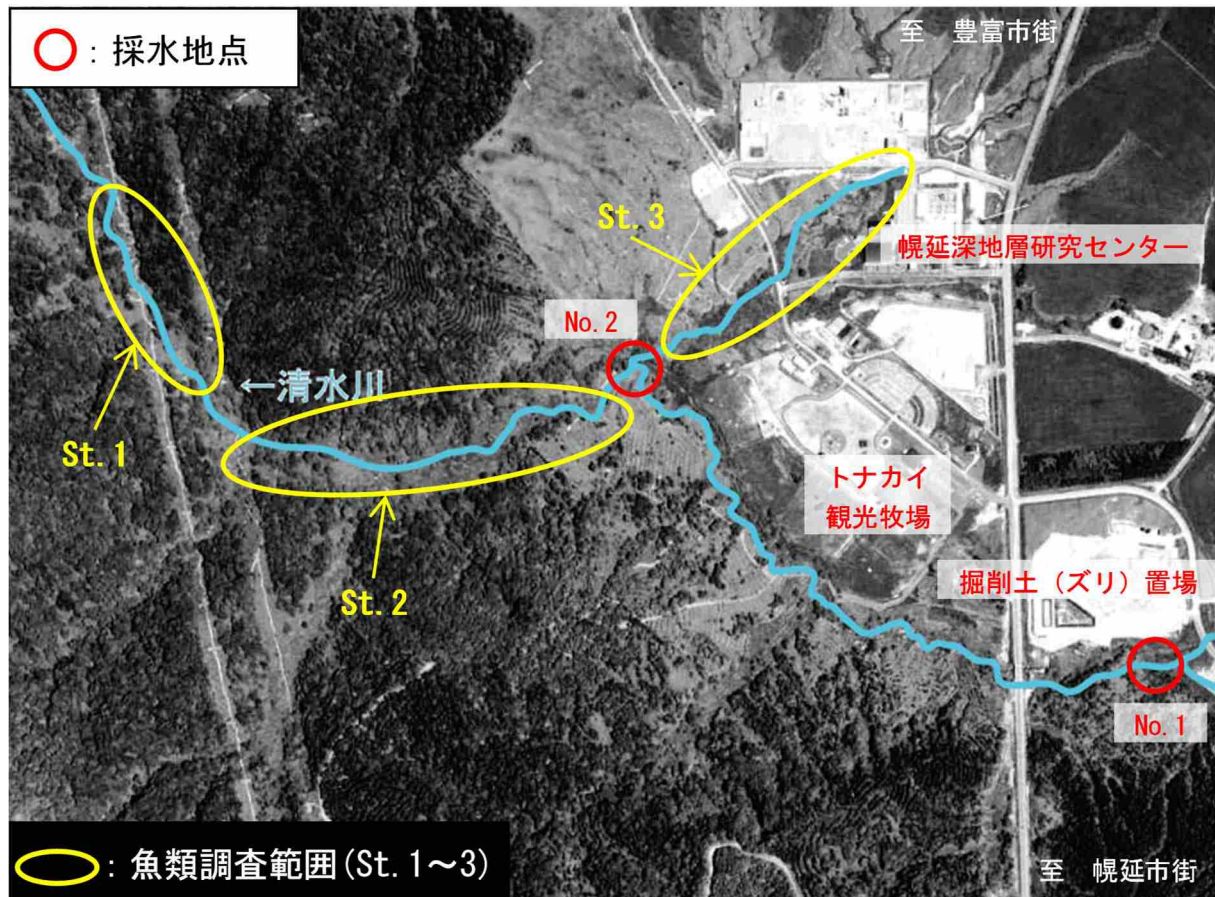 ：採水地点
至　豊富市街
St.3
幌延深地層研究センター
No.2
←清水川
St.1
トナカイ
観光牧場
掘削土（ズリ）置場
St.2
No.1
：魚類調査範囲(St.1～3)
至　幌延市街